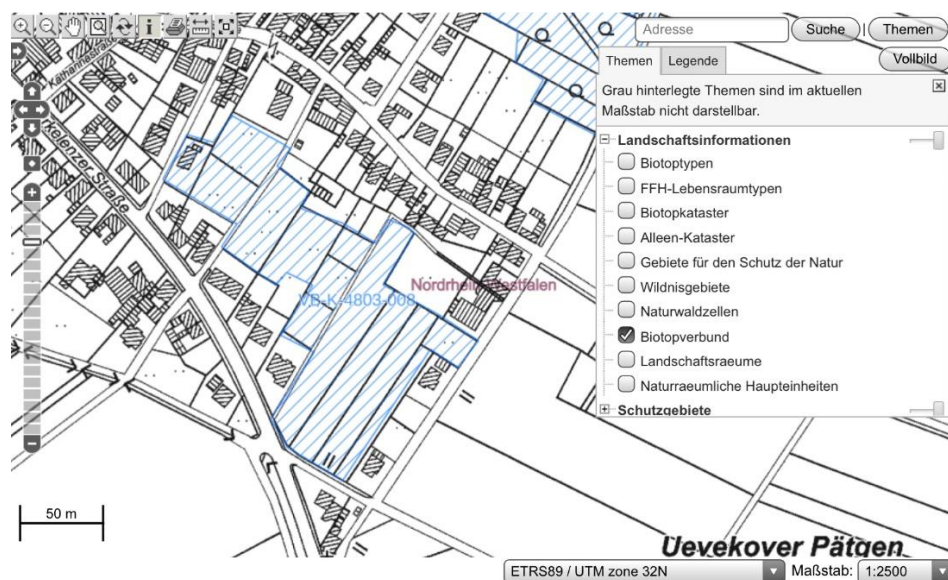 i
Adresse
Suche
Themen
Themen
Legende
Vollbild
Grau hinterlegte Themen sind im aktuellen
Maßstab nicht darstellbar.
Landschaftsinformationen
Biotoptypen
FFH-Lebensraumtypen
Biotopkataster
Alleen-Kataster
Gebiete für den Schutz der Natur
Wildnisgebiete
Naturwaldzellen
Biotopverbund
Landschaftsraeume
Naturraeumliche Haupteinheiten
Schutzgebiete
Katharinastraße
Kelenzer Straße
Nordrhein-Westfalen
VB-K-4803-008
50 m
Uevekover Pätgen
ETRS89 / UTM zone 32N
Maßstab:
1:2500